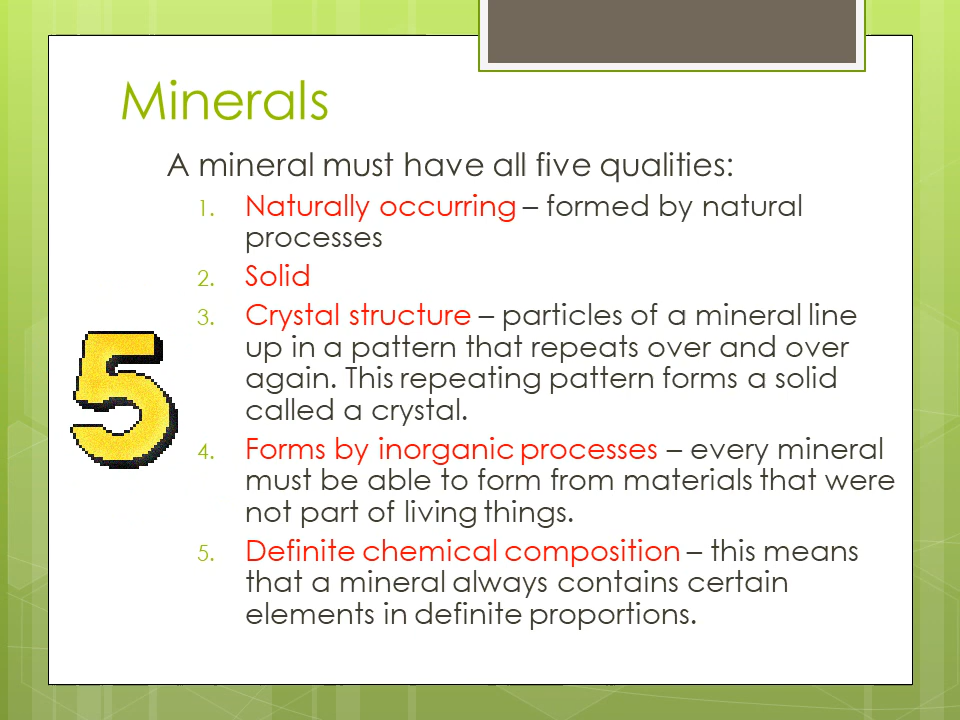 Minerals
A mineral must have all five qualities:
1. Naturally occurring – formed by natural
processes
2. Solid
3. Crystal structure – particles of a mineral line
up in a pattern that repeats over and over
again. This repeating pattern forms a solid
called a crystal.
5
4. Forms by inorganic processes – every mineral
must be able to form from materials that were
not part of living things.
5. Definite chemical composition – this means
that a mineral always contains certain
elements in definite proportions.